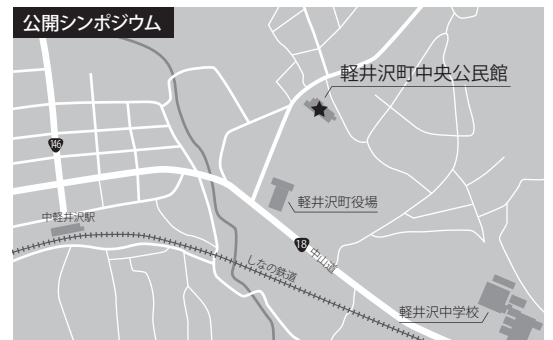 公開シンポジウム
軽井沢町中央公民館
146
軽井沢町役場
中軽井沢駅
18
中山道
しなの鉄道
軽井沢中学校